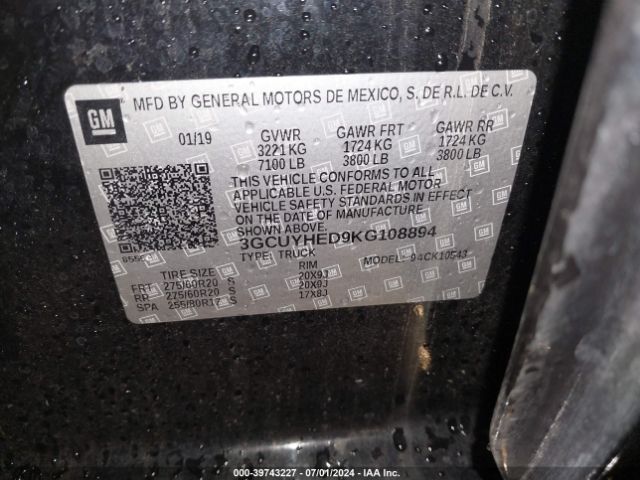 GM
MFD BY GENERAL MOTORS DE MEXICO, S. DE R.L. DE C.V.
01/19 GVWR GAWR FRT GAWR RR
3221 KG 1724 KG 1724 KG
7100 LB 3800 LB 3800 LB
THIS VEHICLE CONFORMS TO ALL
APPLICABLE U.S. FEDERAL MOTOR
VEHICLE SAFETY STANDARDS IN EFFECT
ON THE DATE OF MANUFACTURE
SHOWN ABOVE.
3GCUYHED9KG108894
TYPE: TRUCK MODEL: 94CK10543
TIRE SIZE RIM
FRT 275/60R20 S 20X9J
RR 275/60R20 S 20X9J
SPA 255/80R17 S 17X8J
000-39743227 - 07/01/2024 - IAA Inc.